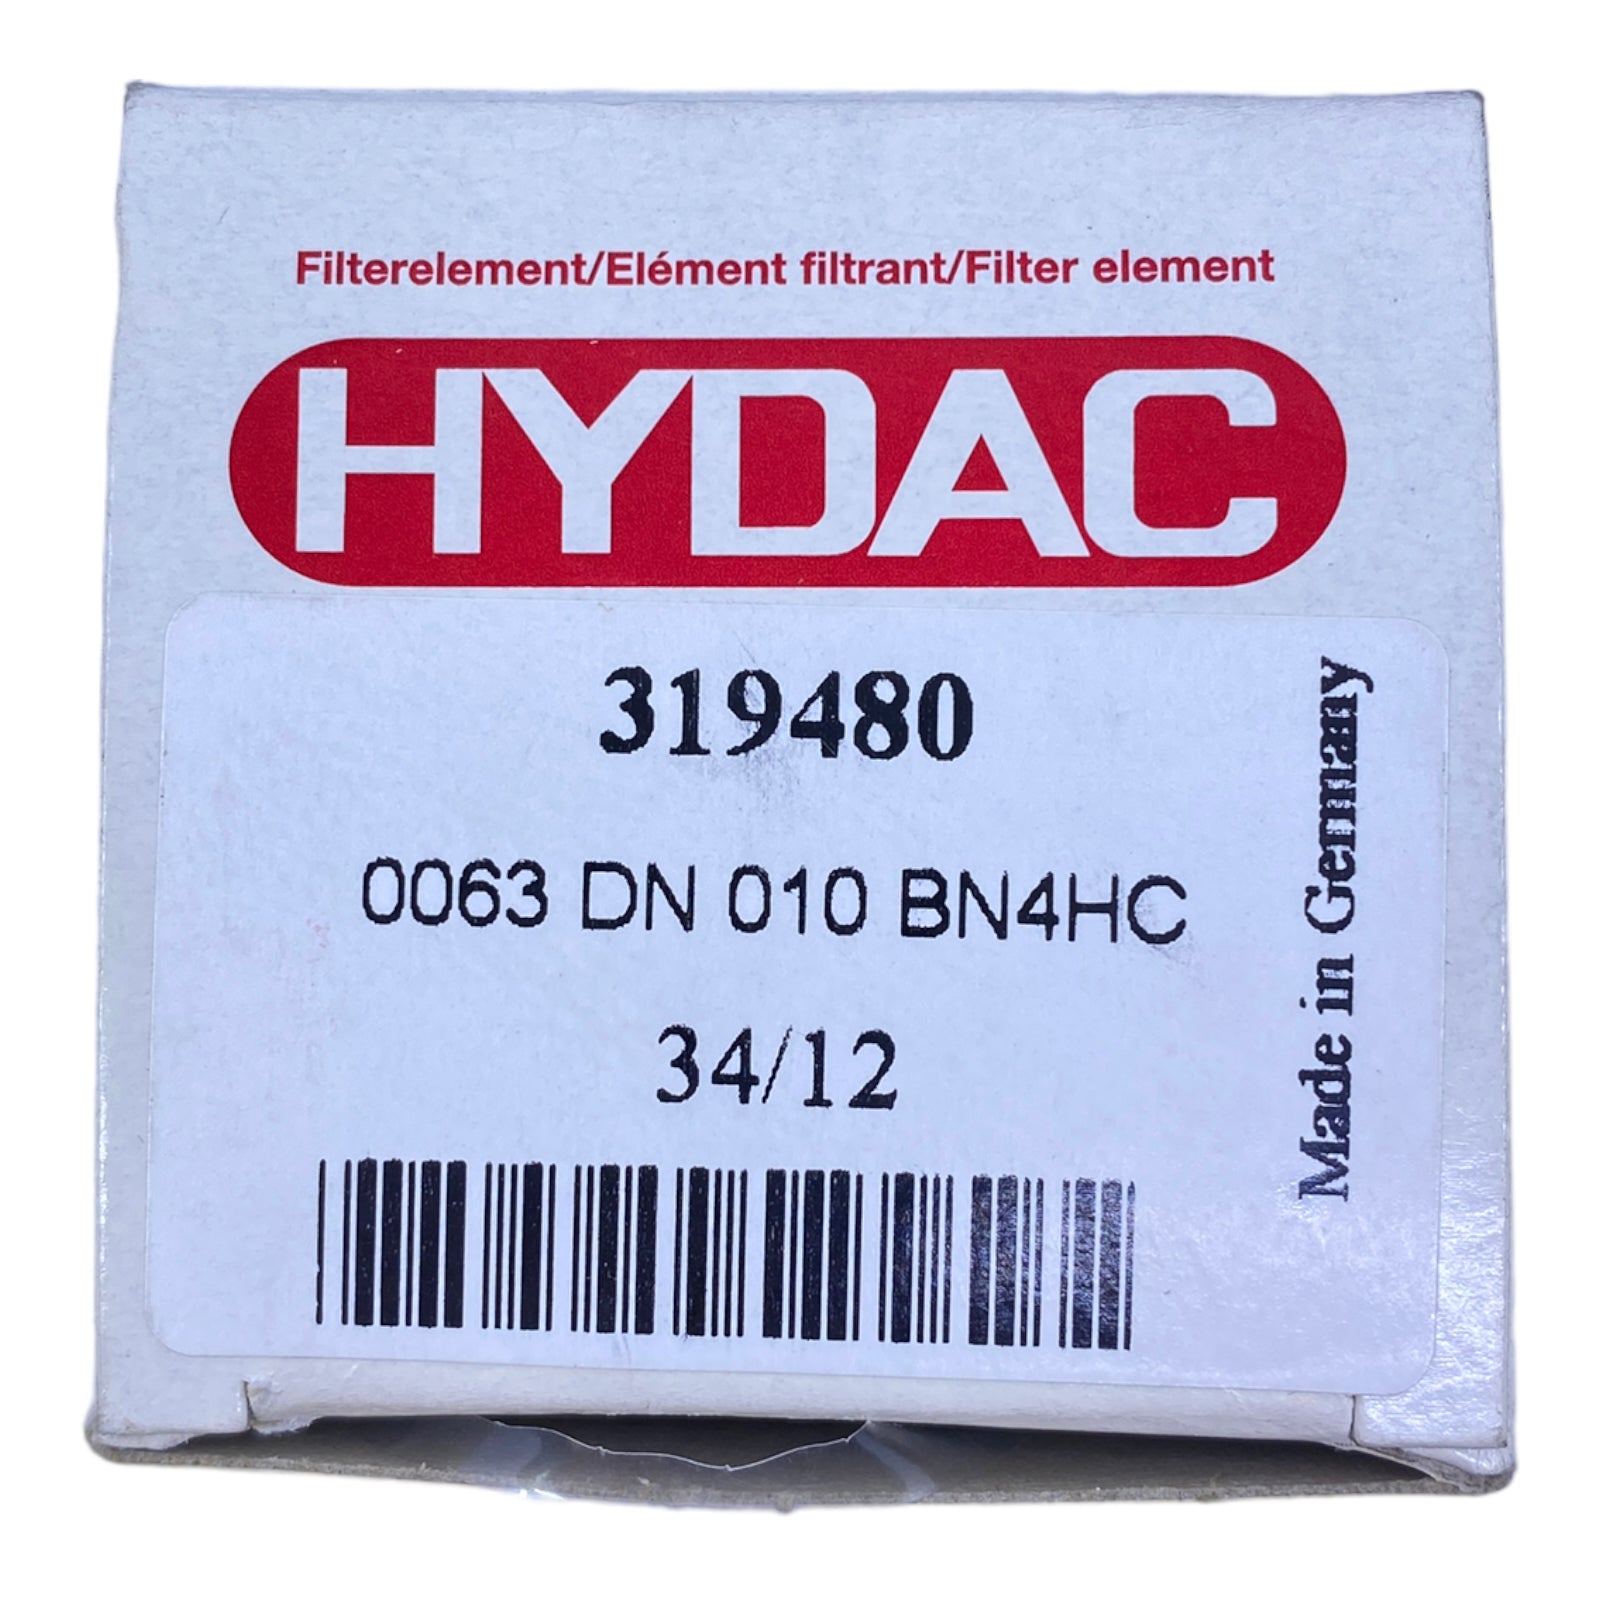 Filterelement/Elément filtrant/Filter element
HYDAC
319480
0063 DN 010 BN4HC
34/12
Made in Germany